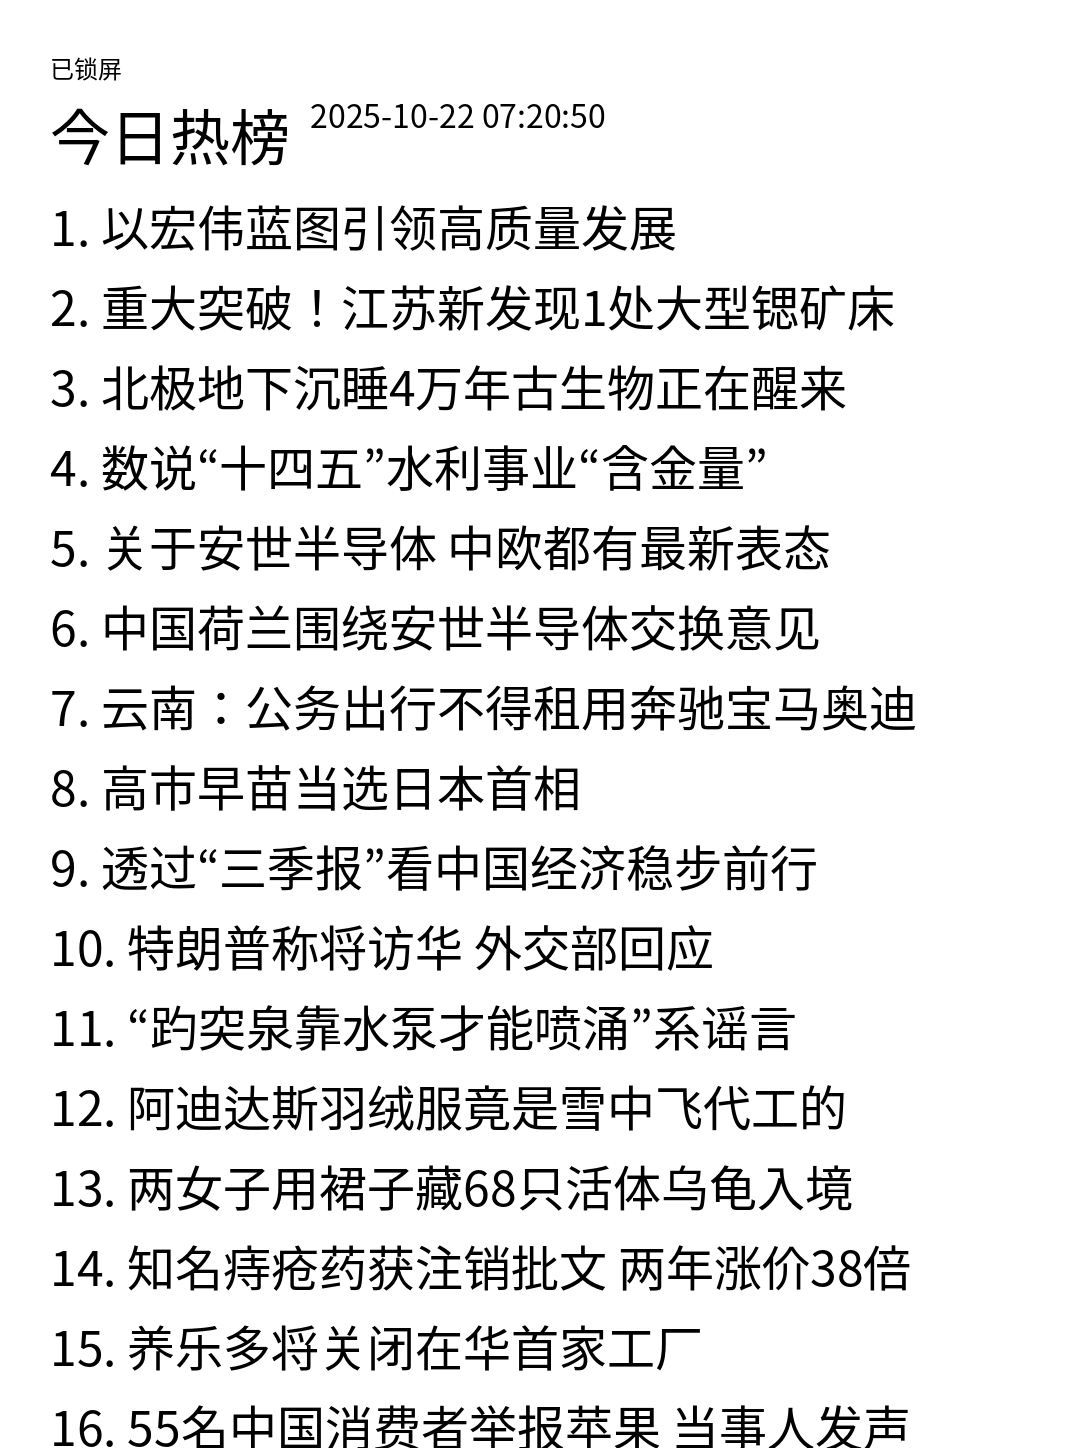 已锁屏
今日热榜 2025-10-22 07:20:50
1. 以宏伟蓝图引领高质量发展
2. 重大突破！江苏新发现1处大型锶矿床
3. 北极地下沉睡4万年古生物正在醒来
4. 数说“十四五”水利事业“含金量”
5. 关于安世半导体 中欧都有最新表态
6. 中国荷兰围绕安世半导体交换意见
7. 云南：公务出行不得租用奔驰宝马奥迪
8. 高市早苗当选日本首相
9. 透过“三季报”看中国经济稳步前行
10. 特朗普称将访华 外交部回应
11. “趵突泉靠水泵才能喷涌”系谣言
12. 阿迪达斯羽绒服竟是雪中飞代工的
13. 两女子用裙子藏68只活体乌龟入境
14. 知名痔疮药获注销批文 两年涨价38倍
15. 养乐多将关闭在华首家工厂
16. 55名中国消费者举报苹果 当事人发声